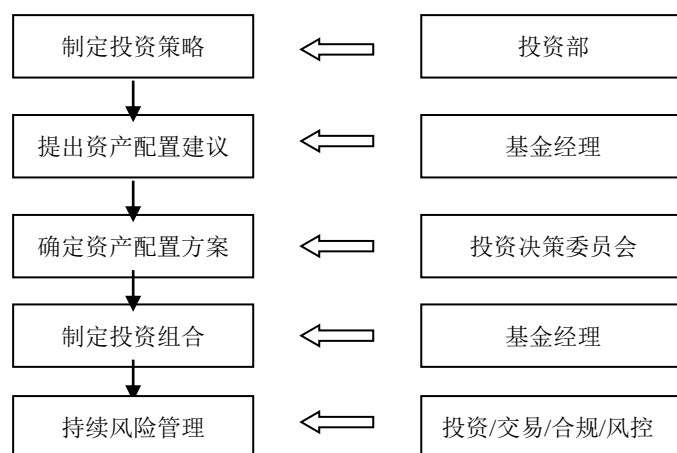 制定投资策略
投资部
提出资产配置建议
基金经理
确定资产配置方案
投资决策委员会
制定投资组合
基金经理
持续风险管理
投资/交易/合规/风控